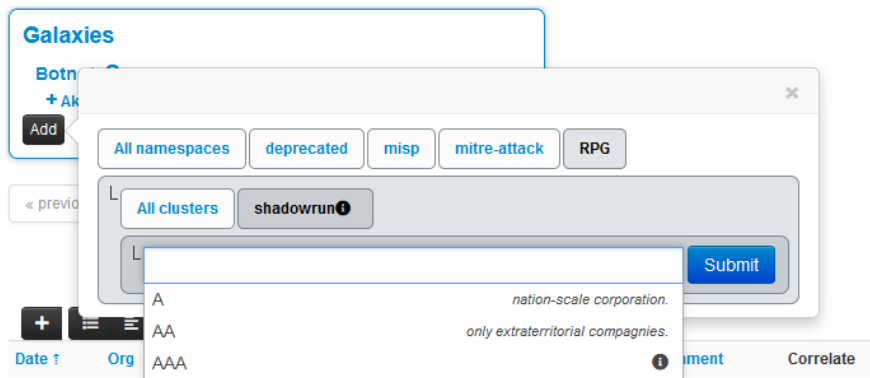 Galaxies
Botn
+ Ak
Add
×
All namespaces deprecated misp mitre-attack RPG
« previo
All clusters shadowrun
Submit
A nation-scale corporation.
AA only extraterritorial compagnies.
AAA
Date ↑ Org mment Correlate